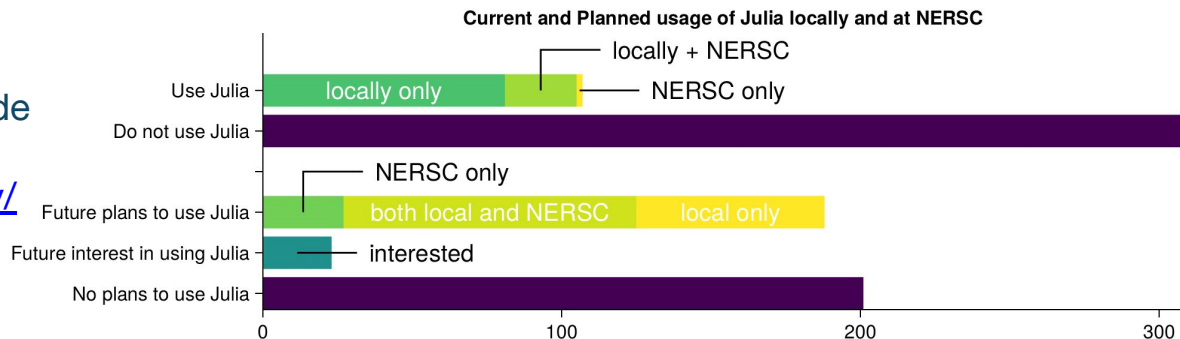 Current and Planned usage of Julia locally and at NERSC
locally + NERSC
Use Julia
locally only
NERSC only
de
Do not use Julia
NERSC only
/
Future plans to use Julia
both local and NERSC
local only
Future interest in using Julia
interested
No plans to use Julia
0 100 200 300